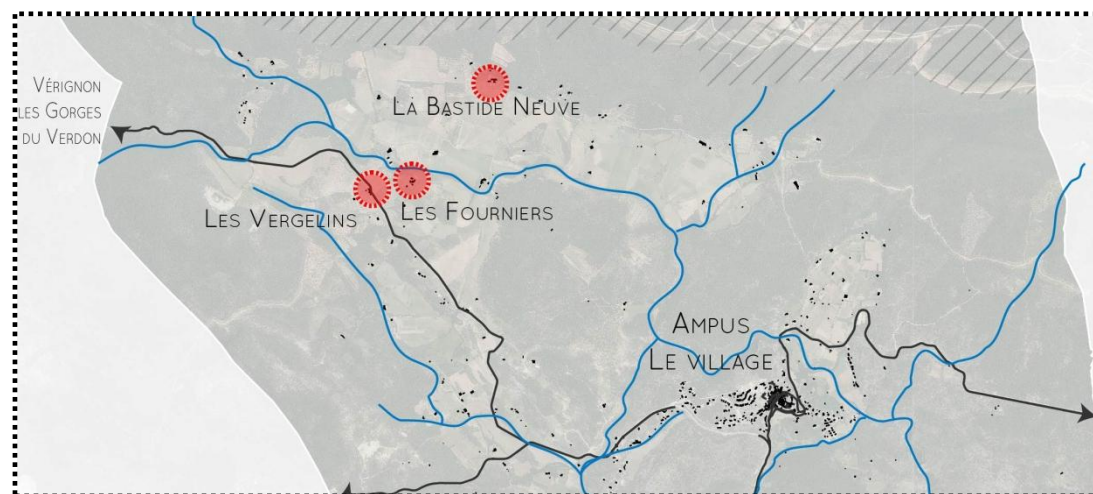 Vérignon
les Gorges
du Verdon
La Bastide Neuve
Les Vergelins
Les Fourniers
Ampus
Le village